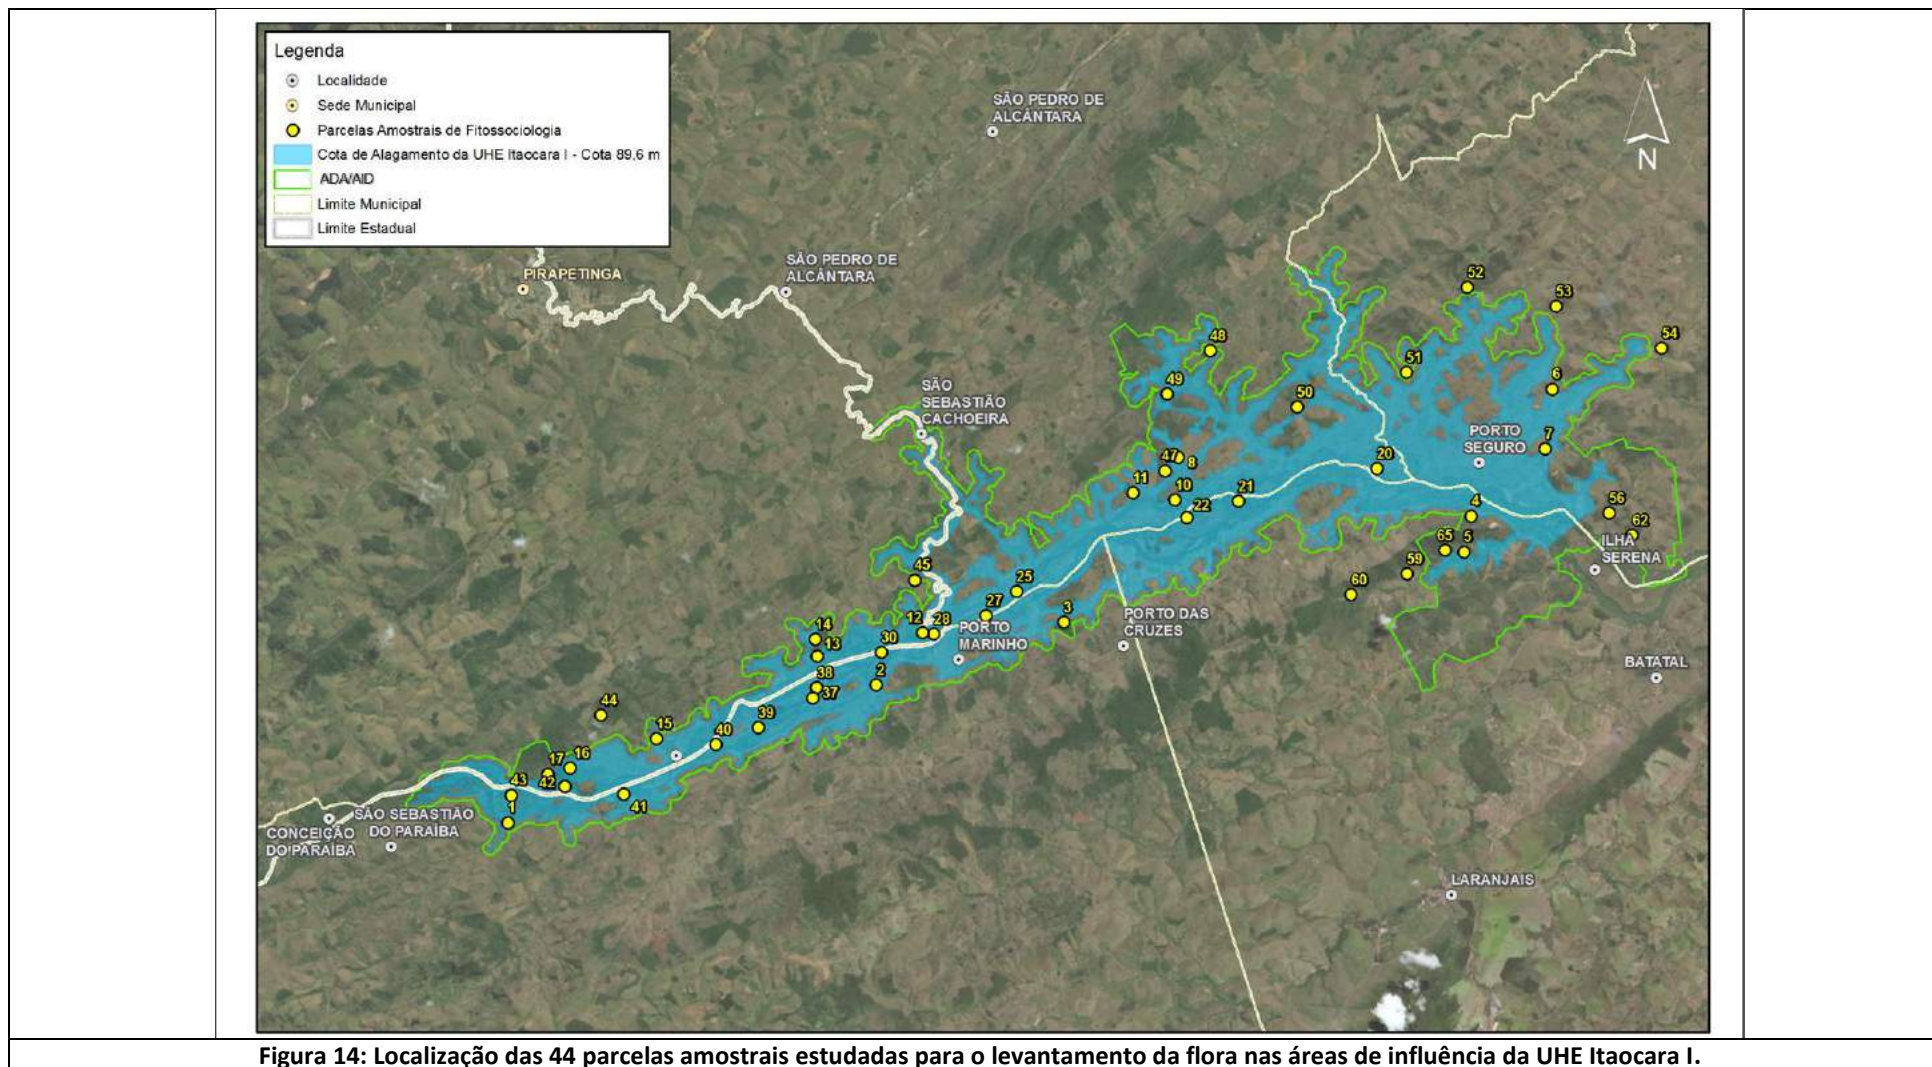 Legenda
Localidade
Sede Municipal
Parcelas Amostrais de Fitossociologia
Cota de Alagamento da UHE Itaocara I - Cota 89,6 m
ADA/AID
Limite Municipal
Limite Estadual
SÃO PEDRO DE
ALCÂNTARA
N
PIRAPETINGA
SÃO PEDRO DE
ALCÂNTARA
52
53
54
48
51
6
49
50
SÃO
SEBASTIÃO
CACHOEIRA
PORTO
SEGURO
7
47
8
20
11
10
21
22
4
56
62
65
5
ILHA
SERENA
59
60
45
25
27
3
PORTO DAS
CRUZES
12
28
PORTO
MARINHO
14
13
30
2
BATATAL
38
37
44
15
39
40
17
16
42
43
41
1
SÃO SEBASTIÃO
DO PARAÍBA
CONCEIÇÃO
DO PARAIBA
LARANJAIS
Figura 14: Localização das 44 parcelas amostrais estudadas para o levantamento da flora nas áreas de influência da UHE Itaocara I.